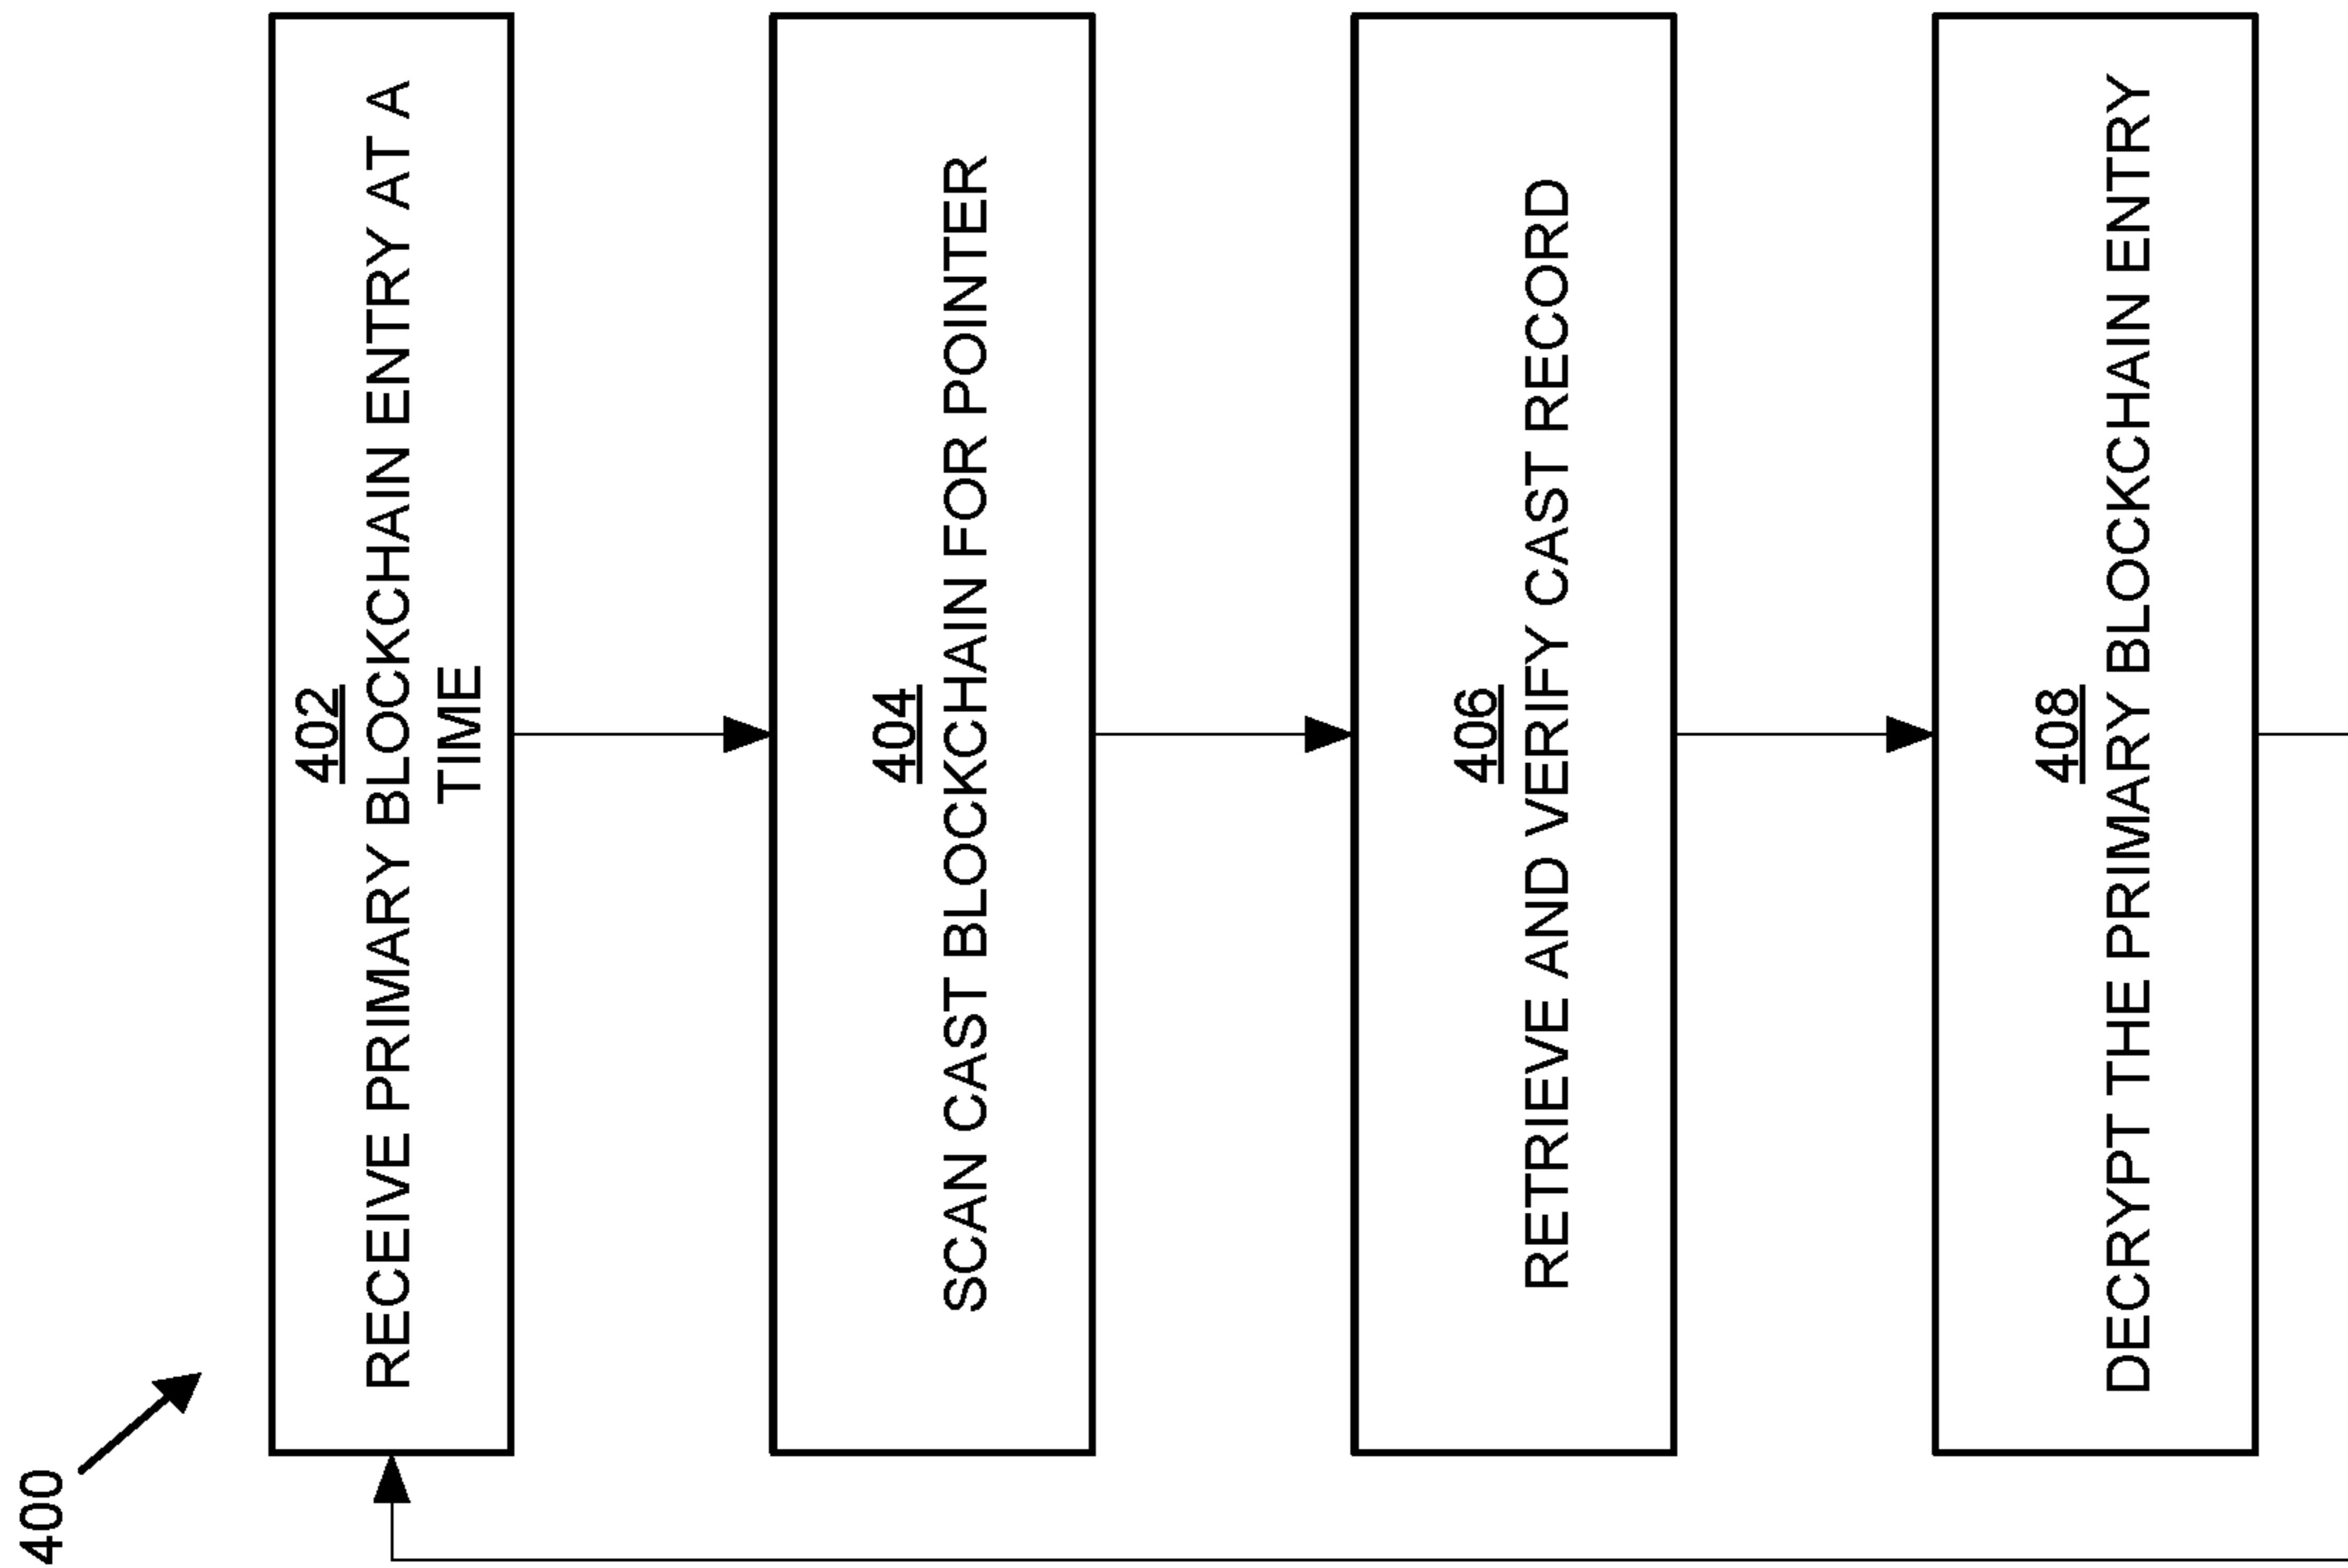 400
402
RECEIVE PRIMARY BLOCKCHAIN ENTRY AT A
TIME
404
SCAN CAST BLOCKCHAIN FOR POINTER
406
RETRIEVE AND VERIFY CAST RECORD
408
DECRYPT THE PRIMARY BLOCKCHAIN ENTRY